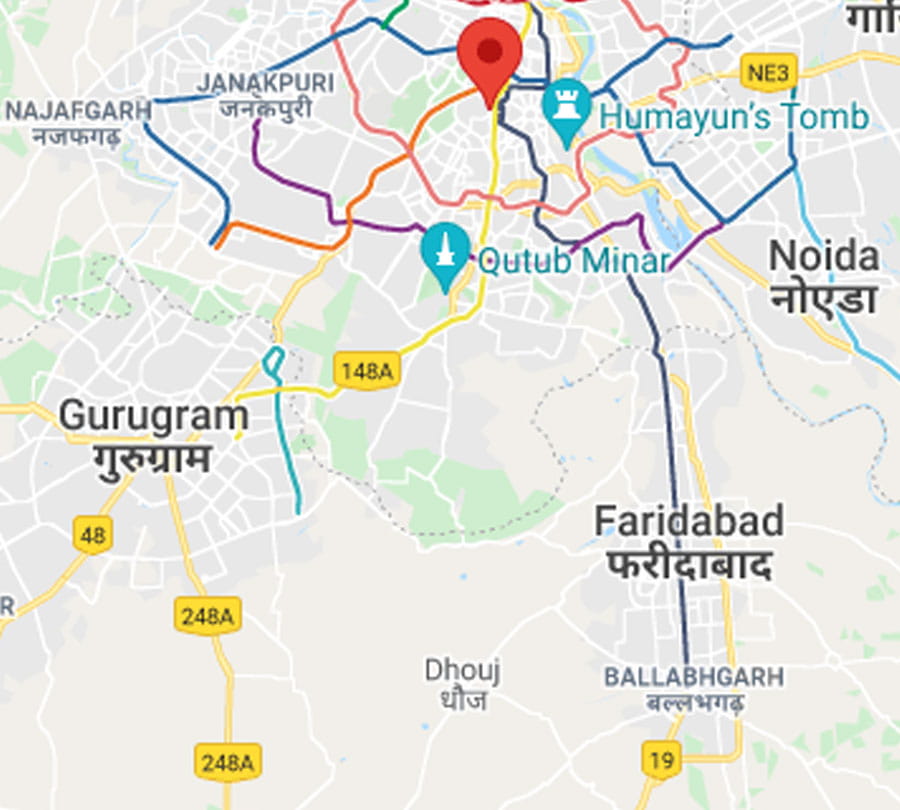 गाि
NE3
JANAKPURI
जनकपुरी
NAJAFGARH
नजफगढ़
Humayun's Tomb
Qutub Minar
Noida
नोएडा
148A
Gurugram
गुरुग्राम
48
Faridabad
फरीदाबाद
R
248A
Dhouj
धौज
BALLABHGARH
बल्लभगढ़
248A
19